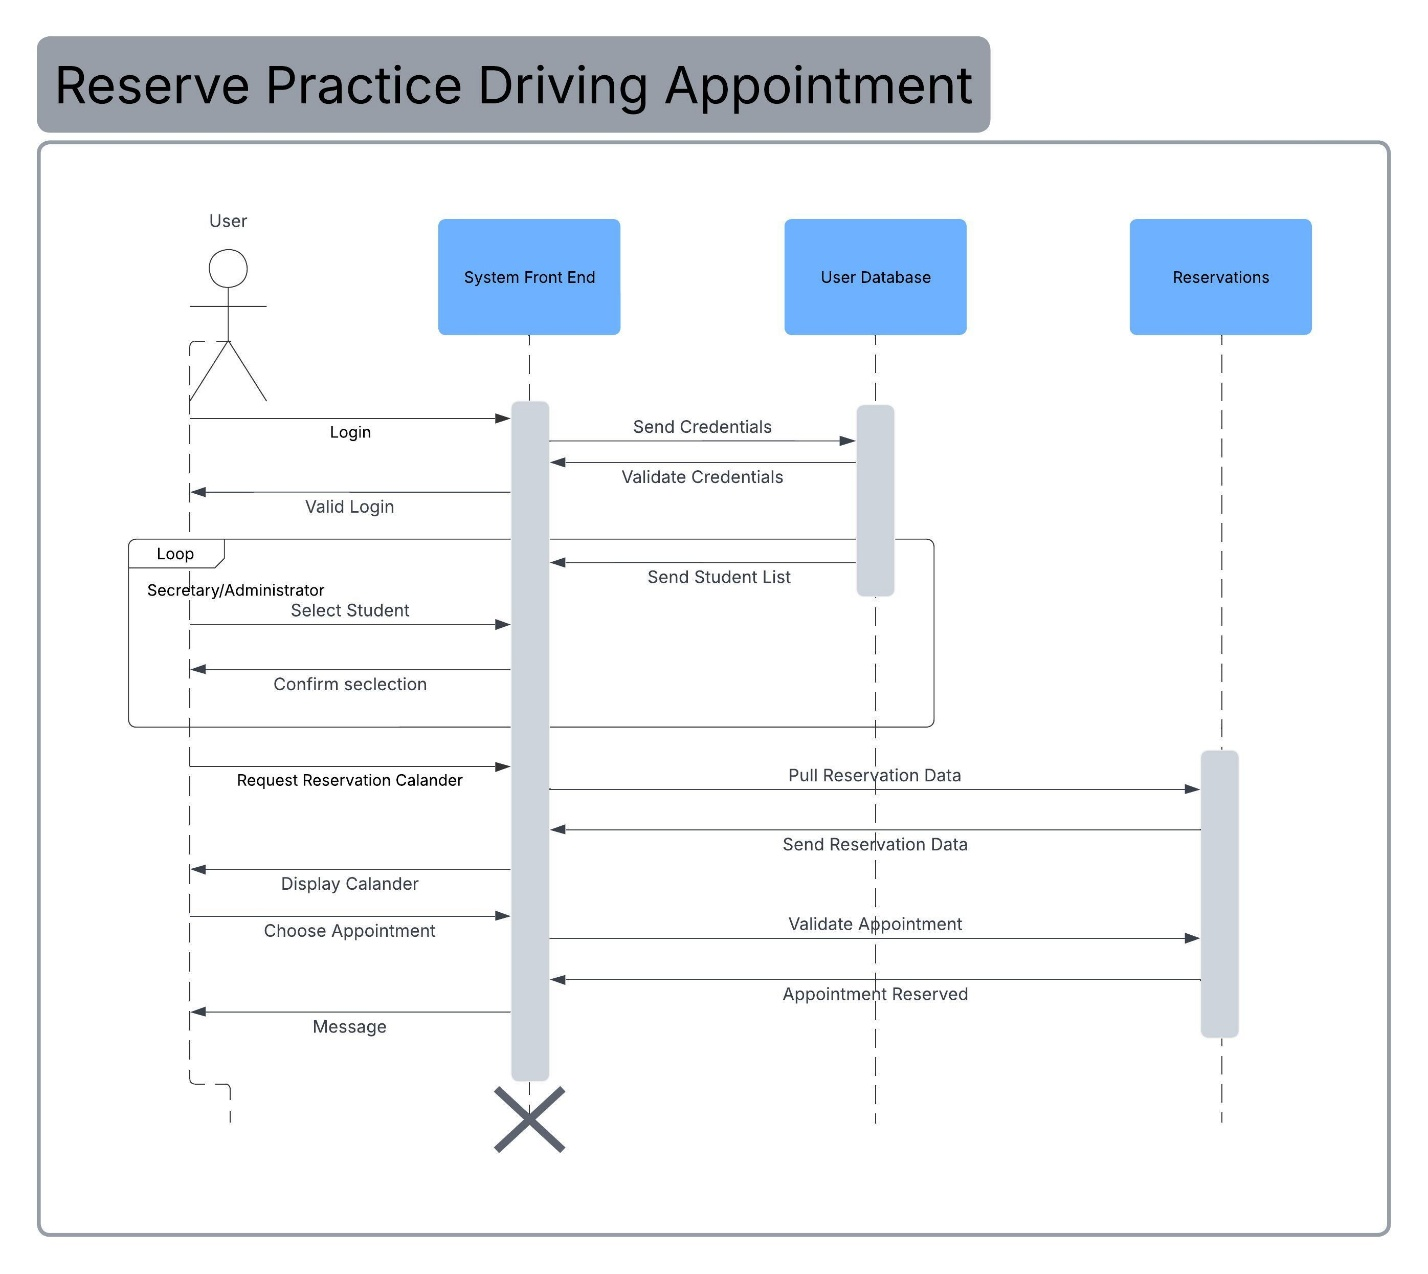 Reserve Practice Driving Appointment
User
System Front End
User Database
Reservations
Login
Send Credentials
Validate Credentials
Valid Login
Loop
Send Student List
Secretary/Administrator
Select Student
Confirm seclection
Request Reservation Calander
Pull Reservation Data
Send Reservation Data
Display Calander
Choose Appointment
Validate Appointment
Appointment Reserved
Message